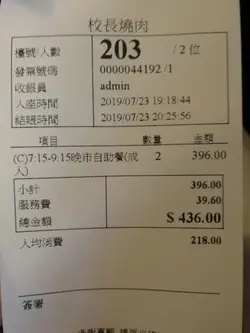 校長燒肉
檯號/人數 203 / 2 位
發票號码 0000044192 /1
收銀員 admin
入座時間 2019/07/23 19:18:44
結賬時間 2019/07/23 20:25:56
項目 數量 金額
(C)7:15-9:15晚市自助餐(成 2 396.00
人)
小計 396.00
服務費 39.60
總金額 $ 436.00
人均消費 218.00
簽署